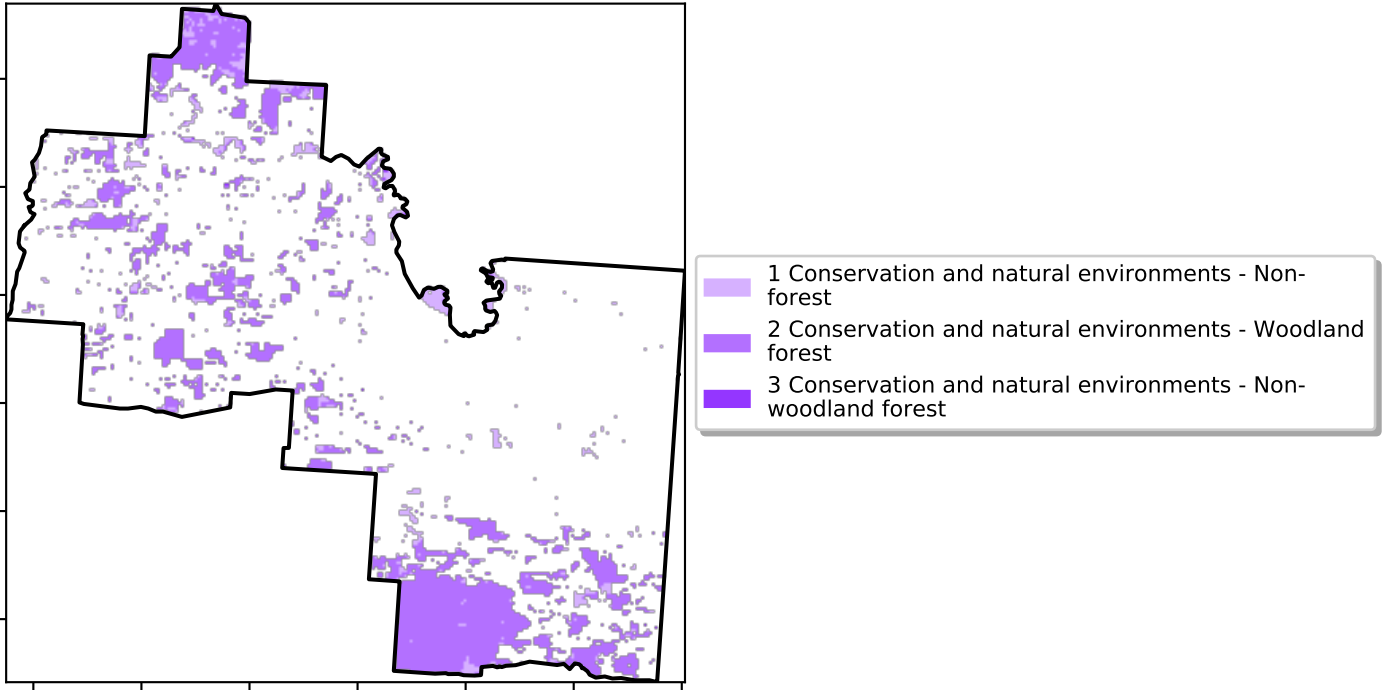 1 Conservation and natural environments - Non-
forest
2 Conservation and natural environments - Woodland
forest
3 Conservation and natural environments - Non-
woodland forest